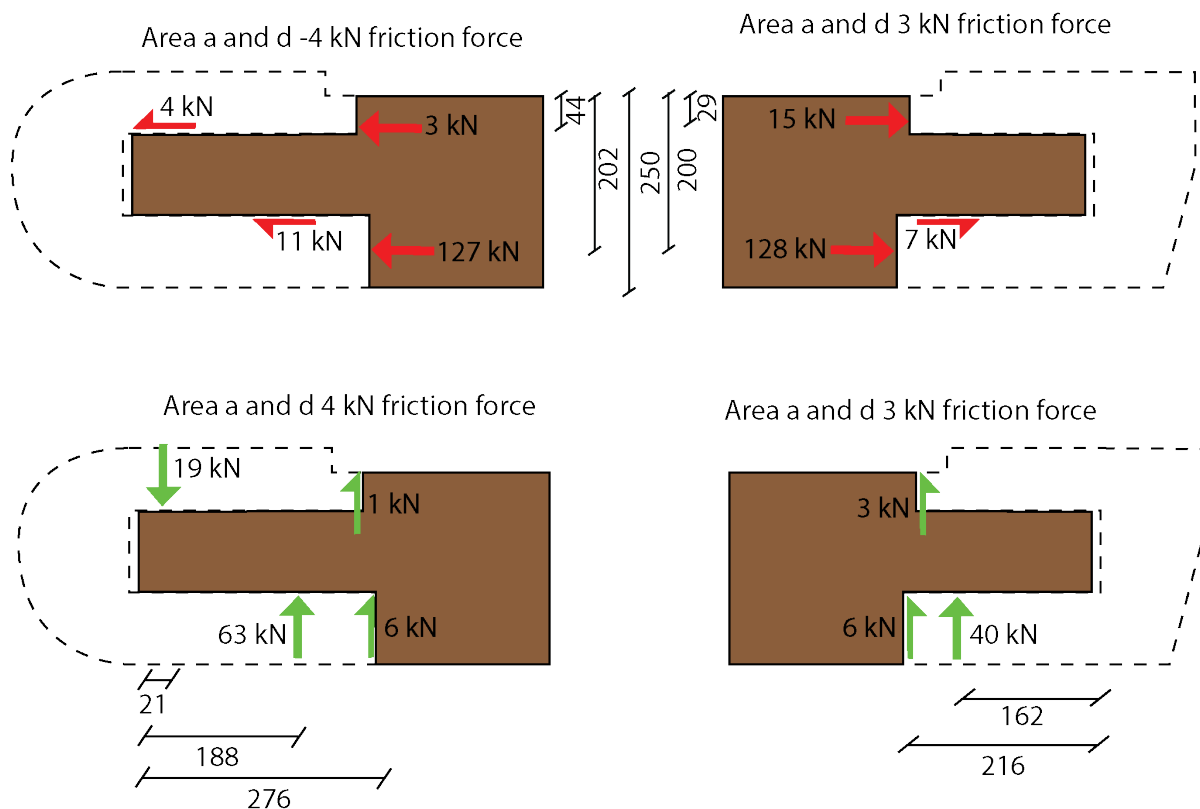 Area a and d -4 kN friction force
Area a and d 3 kN friction force
4 kN
3 kN
11 kN
127 kN
44
202
250
200
29
15 kN
128 kN
7 kN
Area a and d 4 kN friction force
Area a and d 3 kN friction force
19 kN
1 kN
63 kN
6 kN
3 kN
6 kN
40 kN
21
188
276
162
216